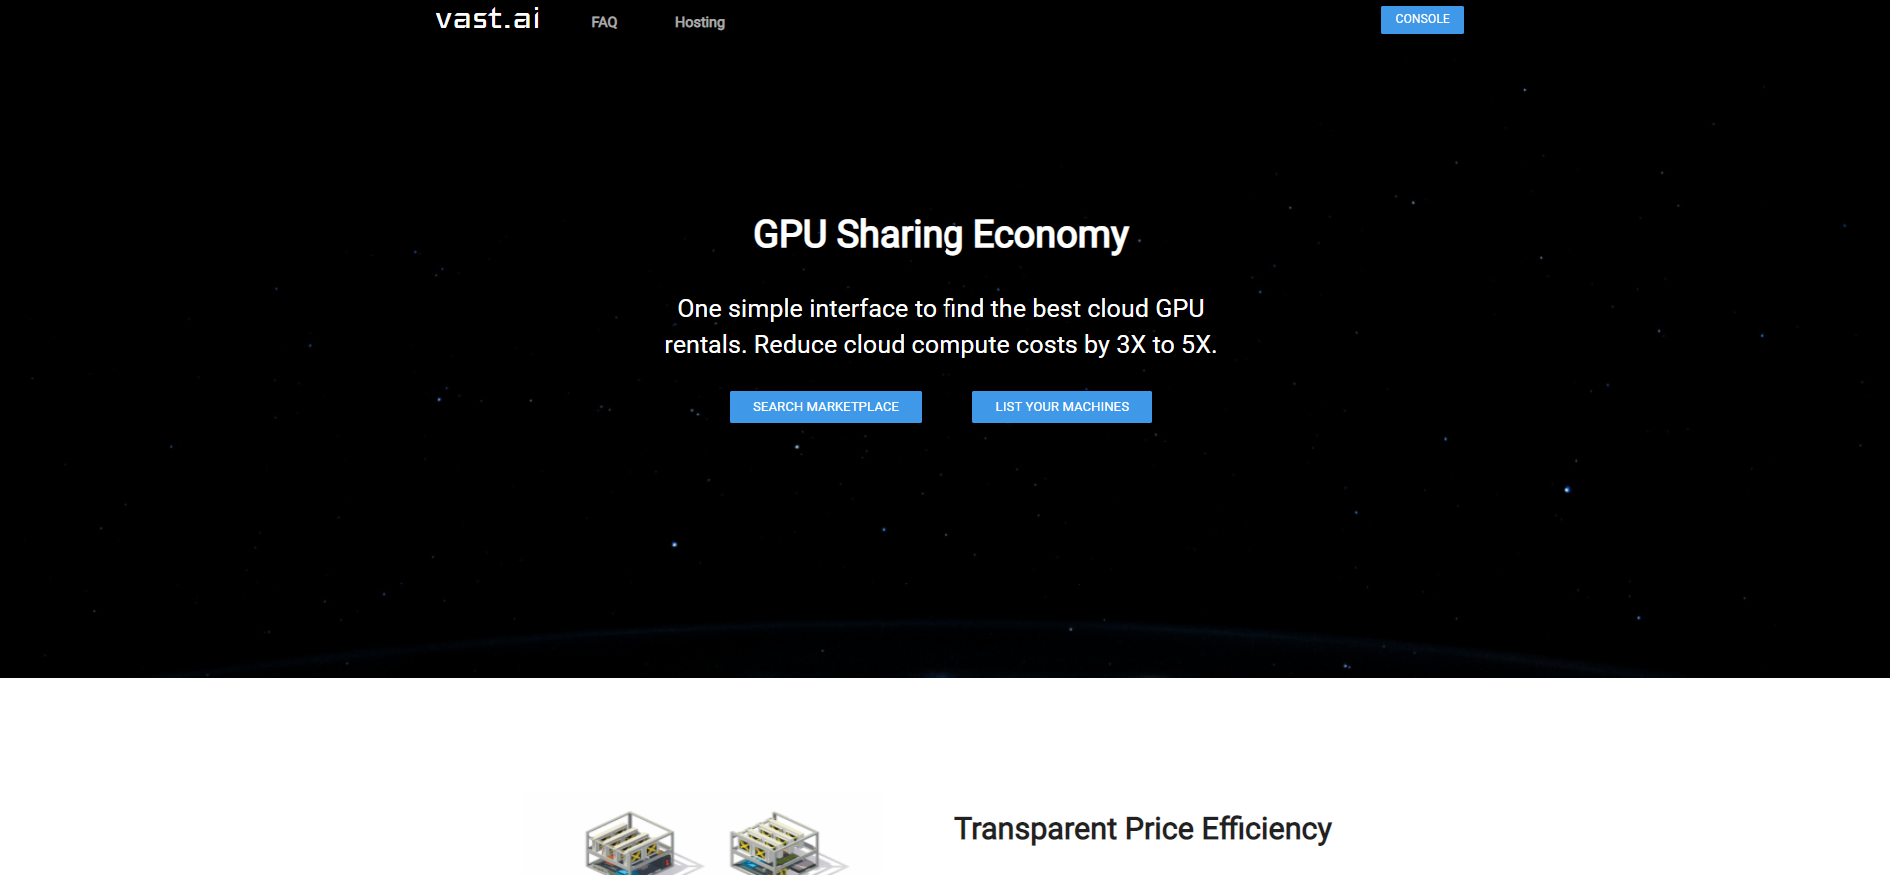 vast.ai
FAQ
Hosting
CONSOLE
GPU Sharing Economy
One simple interface to find the best cloud GPU
rentals. Reduce cloud compute costs by 3X to 5X.
SEARCH MARKETPLACE
LIST YOUR MACHINES
Transparent Price Efficiency